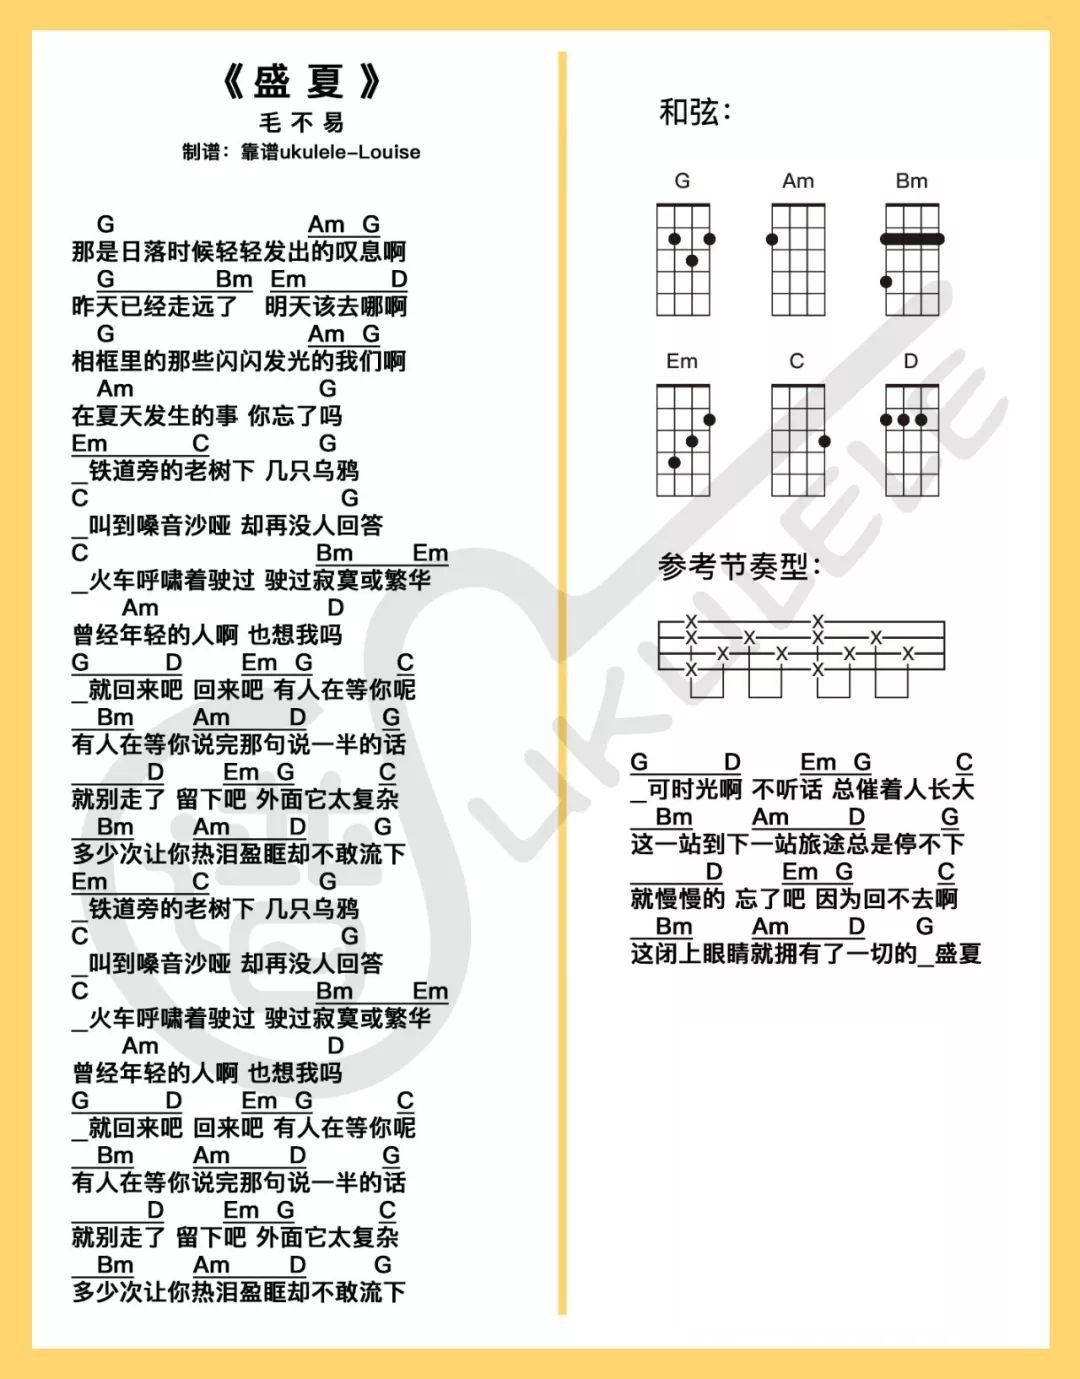 《盛夏》
毛不易
制谱：靠谱ukulele-Louise
G Am G
那是日落时候轻轻发出的叹息啊
G Bm Em D
昨天已经走远了 明天该去哪啊
G Am G
相框里的那些闪闪发光的我们啊
Am G
在夏天发生的事 你忘了吗
Em C G
_铁道旁的老树下 几只乌鸦
C G
_叫到嗓音沙哑 却再没人回答
C Bm Em
_火车呼啸着驶过 驶过寂寞或繁华
Am D
曾经年轻的人啊 也想我吗
G D Em G C
_就回来吧 回来吧 有人在等你呢
Bm Am D G
有人在等你说完那句说一半的话
D Em G C
就别走了 留下吧 外面它太复杂
Bm Am D G
多少次让你热泪盈眶却不敢流下
Em C G
_铁道旁的老树下 几只乌鸦
C G
_叫到嗓音沙哑 却再没人回答
C Bm Em
_火车呼啸着驶过 驶过寂寞或繁华
Am D
曾经年轻的人啊 也想我吗
G D Em G C
_就回来吧 回来吧 有人在等你呢
Bm Am D G
有人在等你说完那句说一半的话
D Em G C
就别走了 留下吧 外面它太复杂
Bm Am D G
多少次让你热泪盈眶却不敢流下
和弦：
G Am Bm
Em C D
参考节奏型：
G D Em G C
_可时光啊 不听话 总催着人长大
Bm Am D G
这一站到下一站旅途总是停不下
D Em G C
就慢慢的 忘了吧 因为回不去啊
Bm Am D G
这闭上眼睛就拥有了一切的_盛夏
谱 UKULELE